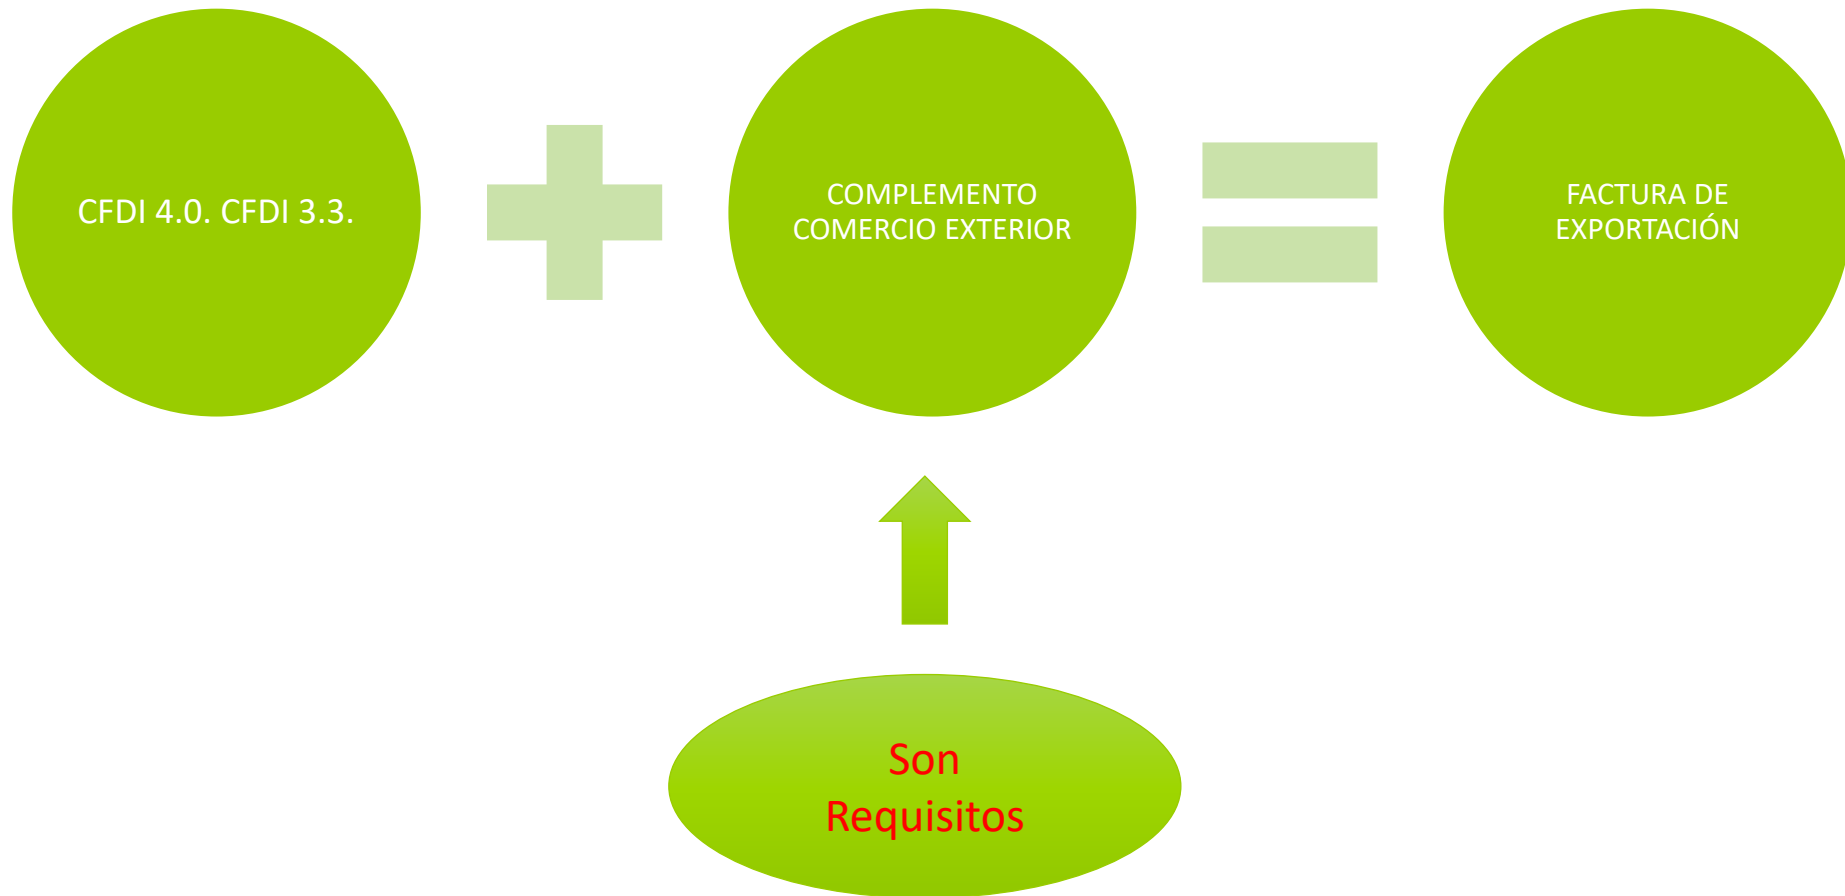 CFDI 4.0. CFDI 3.3.
COMPLEMENTO
COMERCIO EXTERIOR
FACTURA DE
EXPORTACIÓN
Son
Requisitos